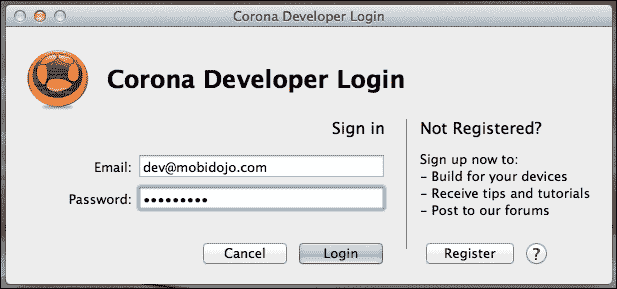 Corona Developer Login
Corona Developer Login
Sign in
Email: dev@mobidojo.com
Password: •••••••••
Cancel
Login
Not Registered?
Sign up now to:
- Build for your devices
- Receive tips and tutorials
- Post to our forums
Register
?